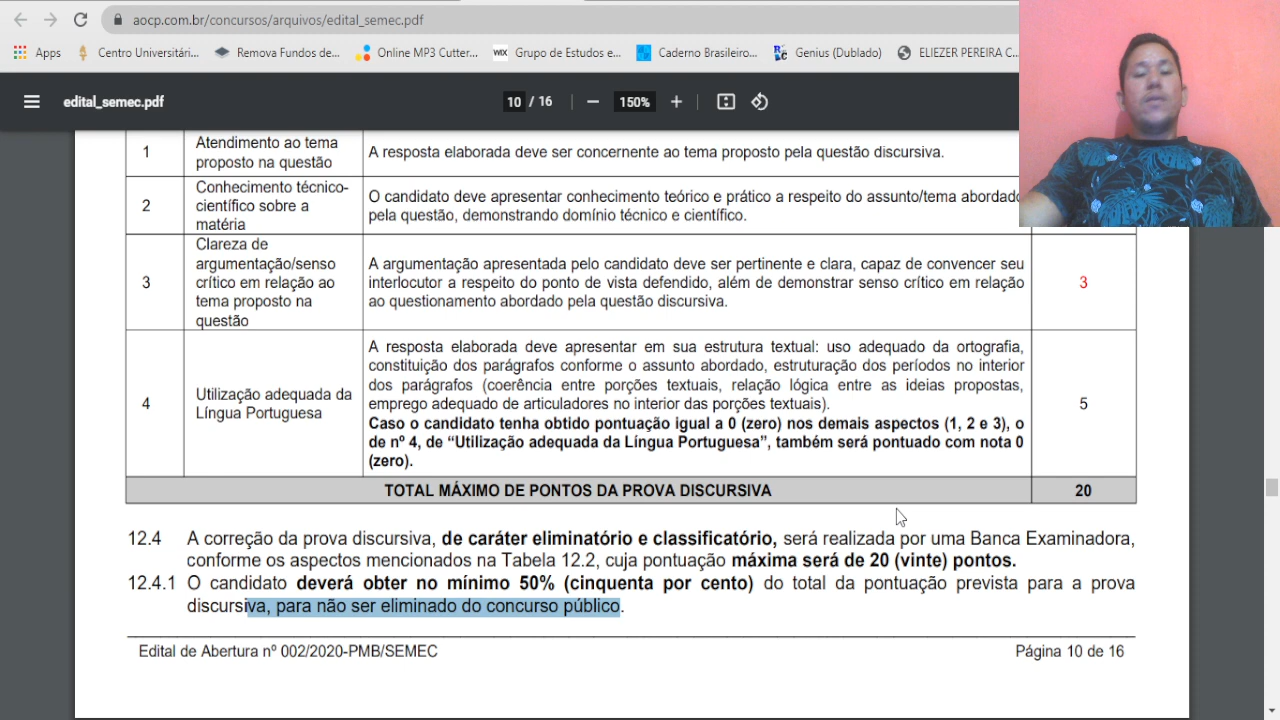 aocp.com.br/concursos/arquivos/edital_semec.pdf
Apps Centro Universitári... Remova Fundos de... Online MP3 Cutter... WIX Grupo de Estudos e... Caderno Brasileiro... Genius (Dublado) ELIEZER PEREIRA C...
edital_semec.pdf 10 / 16 150%
1 Atendimento ao tema proposto na questão
A resposta elaborada deve ser concernente ao tema proposto pela questão discursiva.
2 Conhecimento técnico-
científico sobre a
matéria
O candidato deve apresentar conhecimento teórico e prático a respeito do assunto/tema abordado
pela questão, demonstrando domínio técnico e científico.
3 Clareza de
argumentação/senso
crítico em relação ao
tema proposto na
questão
A argumentação apresentada pelo candidato deve ser pertinente e clara, capaz de convencer seu
interlocutor a respeito do ponto de vista defendido, além de demonstrar senso crítico em relação
ao questionamento abordado pela questão discursiva.
3
4 Utilização adequada da
Língua Portuguesa
A resposta elaborada deve apresentar em sua estrutura textual: uso adequado da ortografia,
constituição dos parágrafos conforme o assunto abordado, estruturação dos períodos no interior
dos parágrafos (coerência entre porções textuais, relação lógica entre as ideias propostas,
emprego adequado de articuladores no interior das porções textuais).
Caso o candidato tenha obtido pontuação igual a 0 (zero) nos demais aspectos (1, 2 e 3), o
de nº 4, de “Utilização adequada da Língua Portuguesa”, também será pontuado com nota 0
(zero).
5
TOTAL MÁXIMO DE PONTOS DA PROVA DISCURSIVA 20
12.4 A correção da prova discursiva, de caráter eliminatório e classificatório, será realizada por uma Banca Examinadora,
conforme os aspectos mencionados na Tabela 12.2, cuja pontuação máxima será de 20 (vinte) pontos.
12.4.1 O candidato deverá obter no mínimo 50% (cinquenta por cento) do total da pontuação prevista para a prova
discursiva, para não ser eliminado do concurso público.
Edital de Abertura nº 002/2020-PMB/SEMEC Página 10 de 16